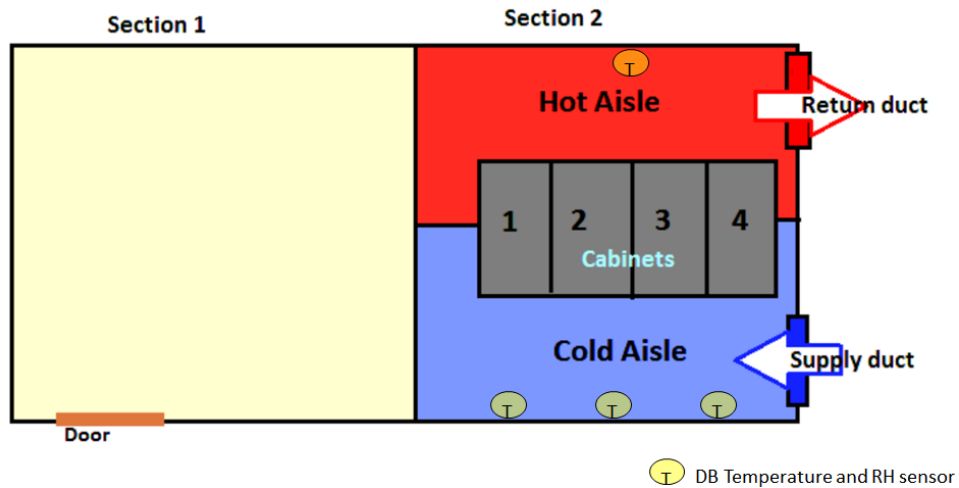 Section 1
Section 2
T
Hot Aisle
Return duct
1
2
3
4
Cabinets
Cold Aisle
Supply duct
T
T
T
Door
T
DB Temperature and RH sensor